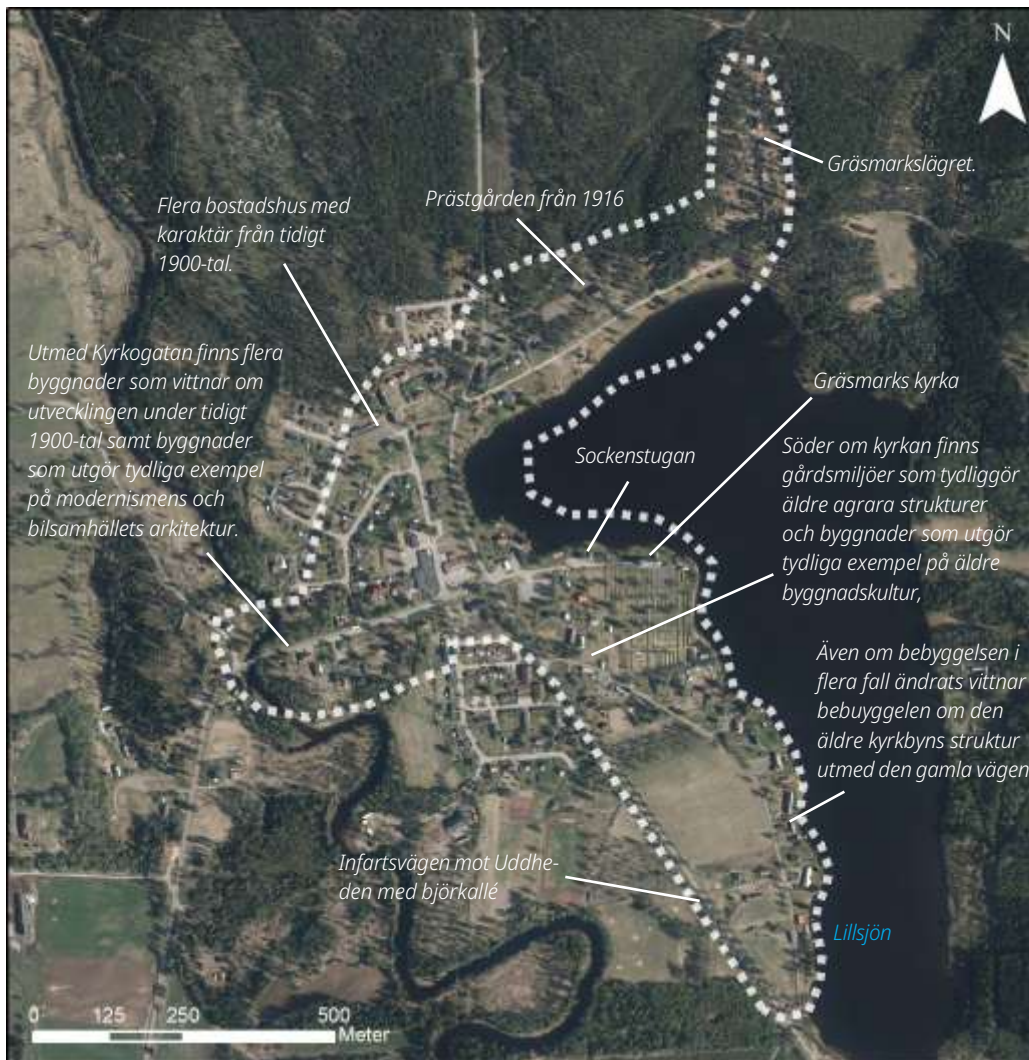 N
Gräsmarkslägret.
Prästgården från 1916
Flera bostadshus med
karaktär från tidigt
1900-tal.
Utmed Kyrkogatan finns flera
byggnader som vittnar om
utvecklingen under tidigt
1900-tal samt byggnader
som utgör tydliga exempel
på modernismens och
bilsamhällets arkitektur.
Gräsmarks kyrka
Sockenstugan
Söder om kyrkan finns
gårdsmiljöer som tydliggör
äldre agrara strukturer
och byggnader som utgör
tydliga exempel på äldre
byggnadskultur,
Även om bebyggelsen i
flera fall ändrats vittnar
bebuyggelen om den
äldre kyrkbyns struktur
utmed den gamla vägen
Infartsvägen mot Uddhe-
den med björkallé
Lillsjön
0 250 500
Meter